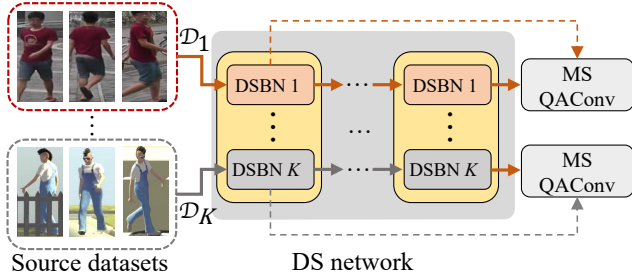 𝒟1
DSBN 1
...
DSBN 1
MS
QAConv
...
DSBN K
...
DSBN K
MS
QAConv
𝒟K
Source datasets
DS network